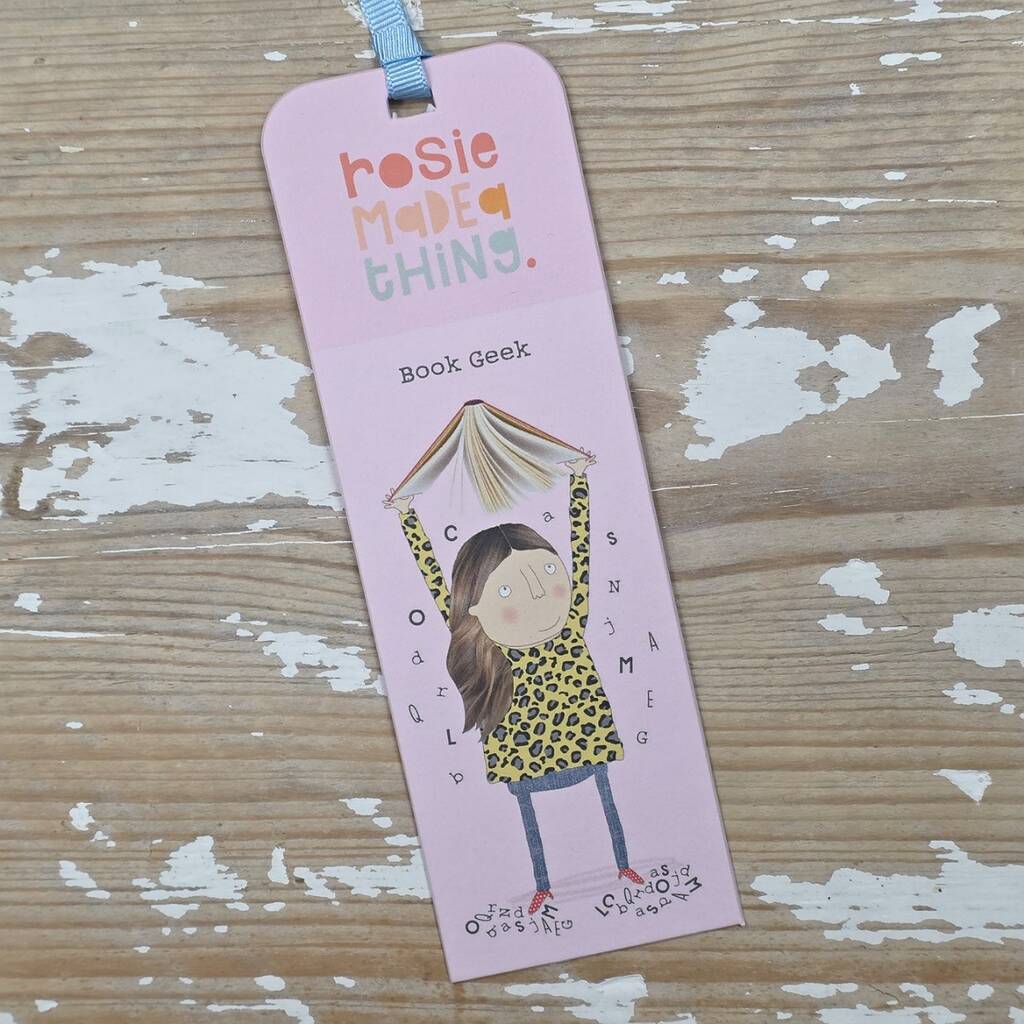 rosie
MaDE a
tHiNg.
Book Geek
C a s
N
O j
d A
r M
Q E
L G
b